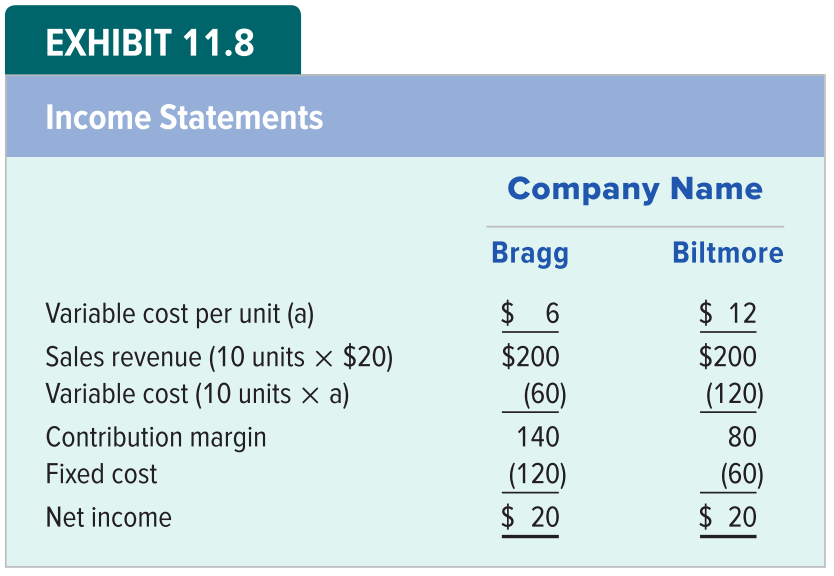 EXHIBIT 11.8
Income Statements
Company Name
Bragg Biltmore
Variable cost per unit (a) $ 6 $ 12
Sales revenue (10 units × $20) $200 $200
Variable cost (10 units × a) (60) (120)
Contribution margin 140 80
Fixed cost (120) (60)
Net income $ 20 $ 20